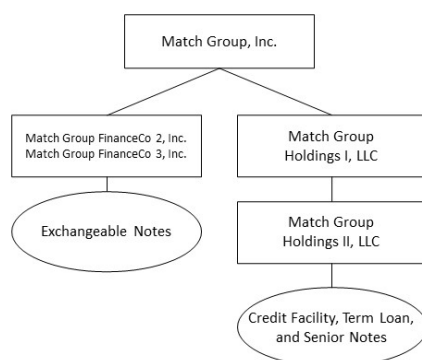 Match Group, Inc.
Match Group FinanceCo 2, Inc.
Match Group FinanceCo 3, Inc.
Match Group
Holdings I, LLC
Match Group
Holdings II, LLC
Exchangeable Notes
Credit Facility, Term Loan,
and Senior Notes